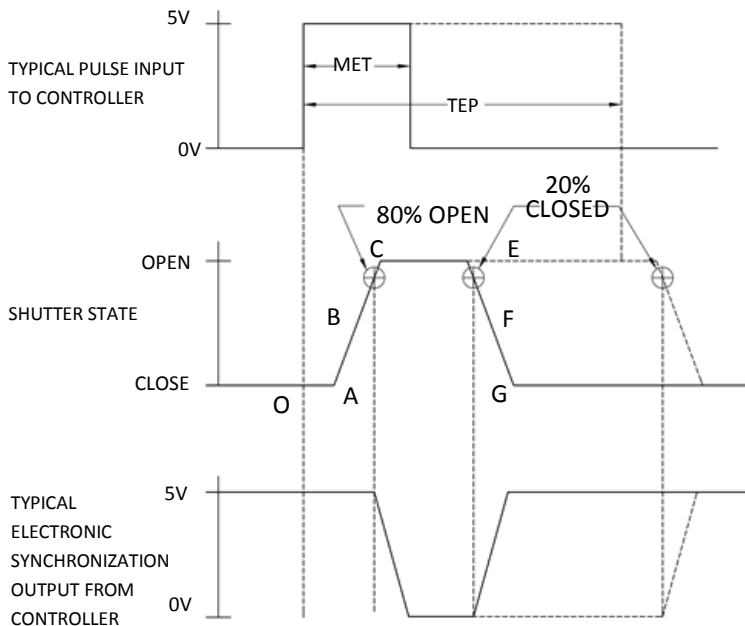 5V
TYPICAL PULSE INPUT
TO CONTROLLER
MET
TEP
0V
20%
CLOSED
80% OPEN
C
E
OPEN
SHUTTER STATE
B
F
CLOSE
O
A
G
5V
TYPICAL
ELECTRONIC
SYNCHRONIZATION
OUTPUT FROM
CONTROLLER
0V